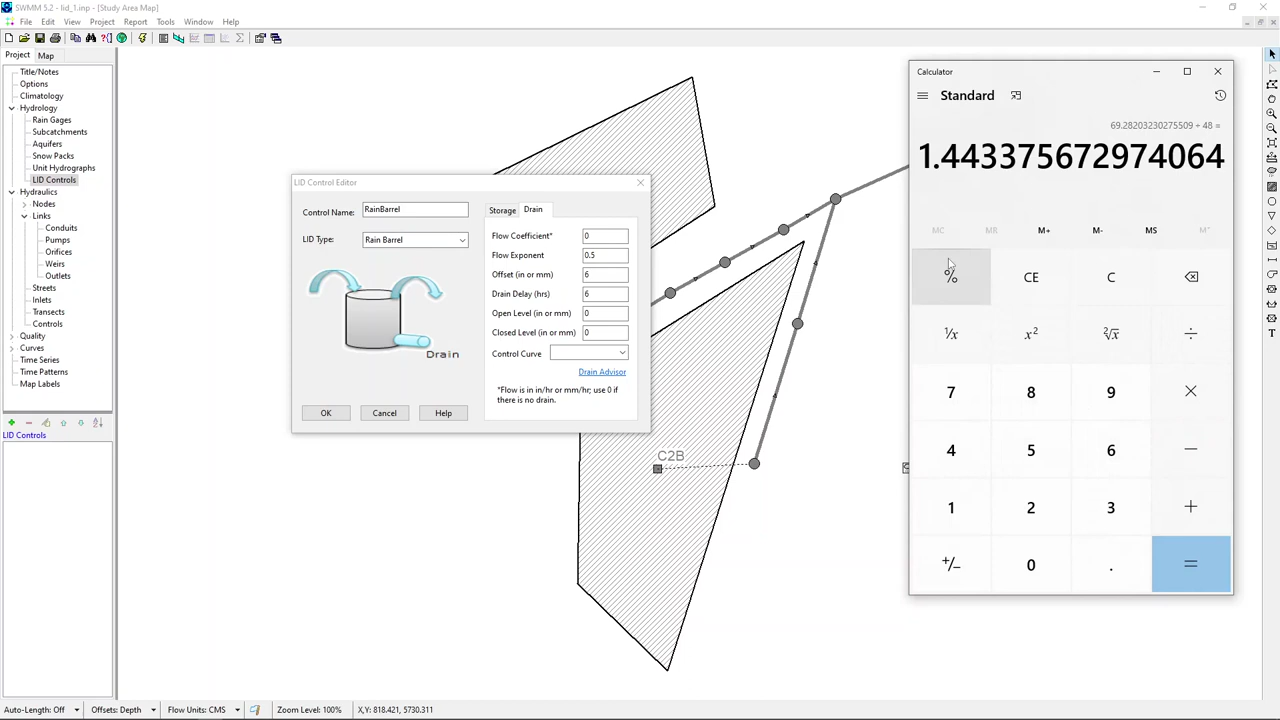 SWMM 5.2 - lid_1.inp - [Study Area Map]
File Edit View Project Report Tools Window Help
Project Map
Title/Notes
Options
Climatology
Hydrology
Rain Gages
Subcatchments
Aquifers
Snow Packs
Unit Hydrographs
LID Controls
Hydraulics
Nodes
Links
Conduits
Pumps
Orifices
Weirs
Outlets
Streets
Inlets
Transects
Controls
Quality
Curves
Time Series
Time Patterns
Map Labels
LID Controls
LID Control Editor
Control Name: RainBarrel
LID Type: Rain Barrel
Drain
Storage Drain
Flow Coefficient* 0
Flow Exponent 0.5
Offset (in or mm) 6
Drain Delay (hrs) 6
Open Level (in or mm) 0
Closed Level (in or mm) 0
Control Curve
Drain Advisor
*Flow is in in/hr or mm/hr; use 0 if
there is no drain.
OK Cancel Help
C2B
Calculator
Standard
69.28203230275509 ÷ 48 =
1.443375672974064
MC MR M+ M- MS M˅
% CE C
¹/x x² ²√x ÷
7 8 9 ×
4 5 6 −
1 2 3 +
+/− 0 . =
Auto-Length: Off Offsets: Depth Flow Units: CMS Zoom Level: 100% X,Y: 818.421, 5730.311